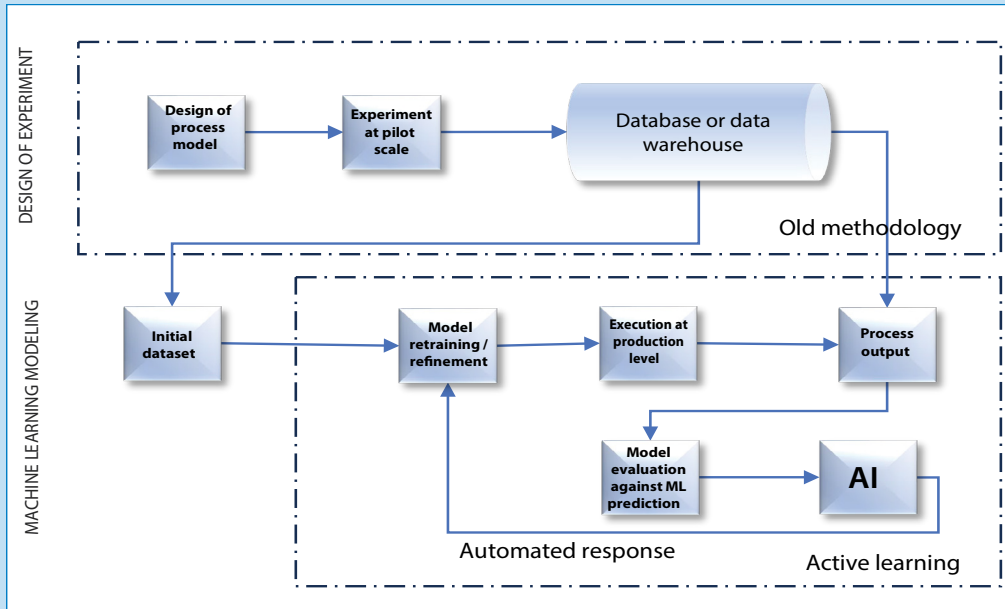 DESIGN OF EXPERIMENT
Design of
process
model
Experiment
at pilot
scale
Database or data
warehouse
Old methodology
MACHINE LEARNING MODELING
Initial
dataset
Model
retraining /
refinement
Execution at
production
level
Process
output
Model
evaluation
against ML
prediction
AI
Automated response
Active learning